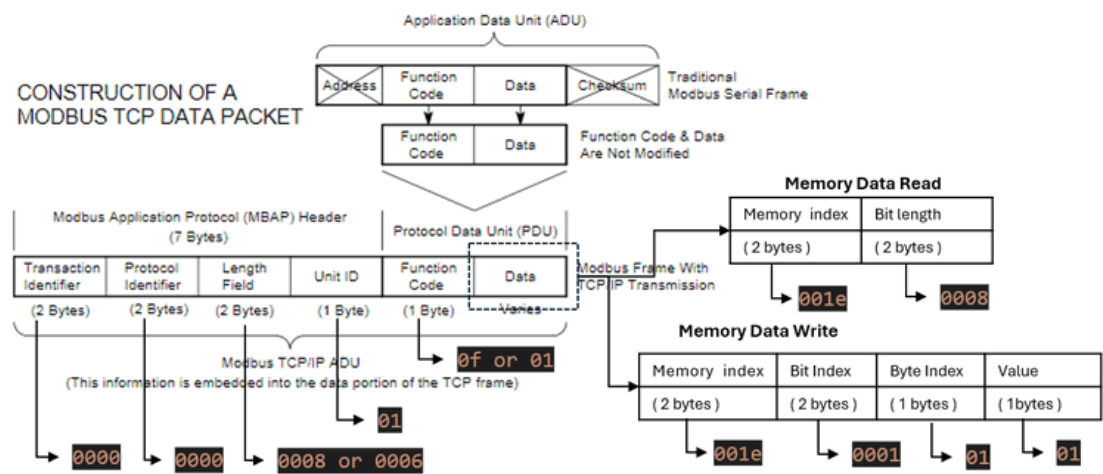 Application Data Unit (ADU)
CONSTRUCTION OF A
MODBUS TCP DATA PACKET
Address
Function
Code
Data
Checksum
Traditional
Modbus Serial Frame
Function
Code
Data
Function Code & Data
Are Not Modified
Modbus Application Protocol (MBAP) Header
(7 Bytes)
Protocol Data Unit (PDU)
Transaction
Identifier
Protocol
Identifier
Length
Field
Unit ID
Function
Code
Data
Modbus Frame With
TCP/IP Transmission
(2 Bytes)
(2 Bytes)
(2 Bytes)
(1 Byte)
(1 Byte)
Varies
Modbus TCP/IP ADU
(This information is embedded into the data portion of the TCP frame)
0f or 01
01
0000
0000
0008 or 0006
Memory Data Read
Memory index
Bit length
(2 bytes)
(2 bytes)
001e
0008
Memory Data Write
Memory index
Bit Index
Byte Index
Value
(2 bytes)
(2 bytes)
(1 bytes)
(1bytes)
001e
0001
01
01